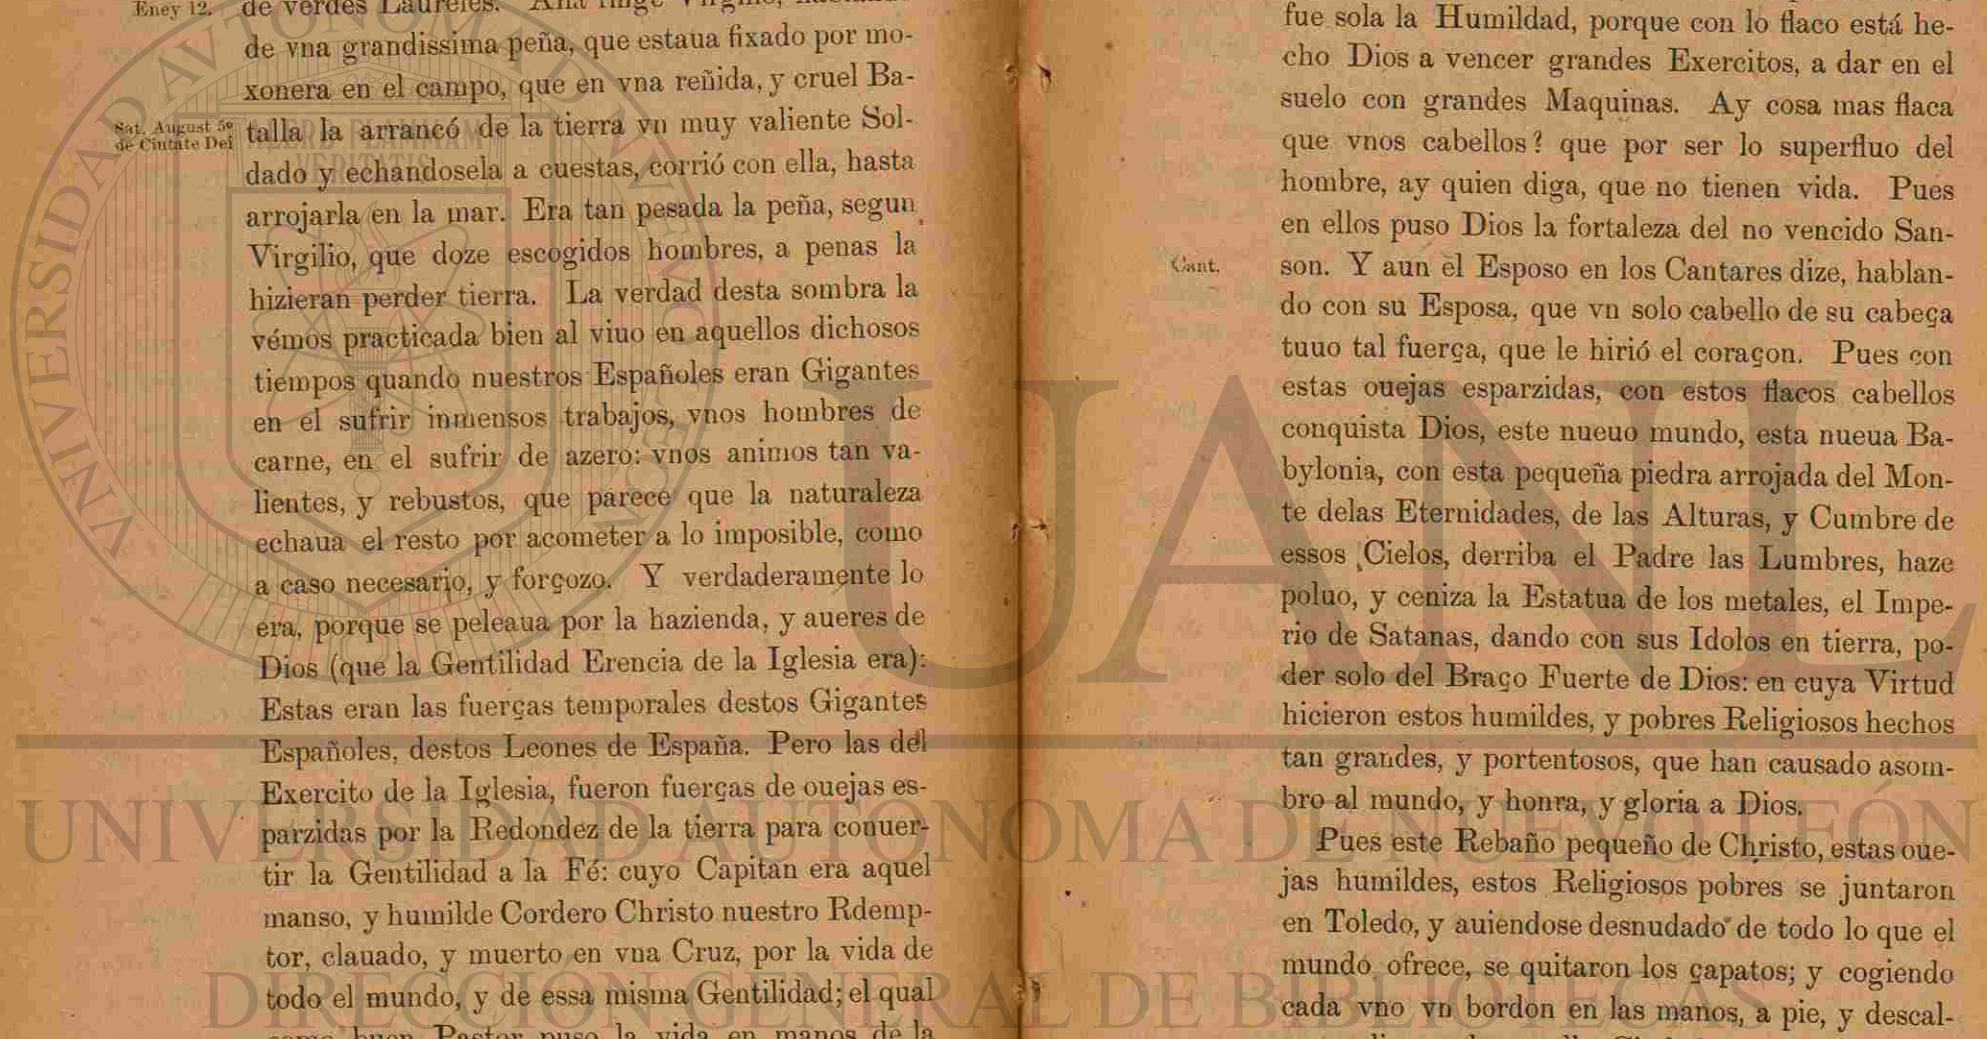 Eney 12.
de verdes Laureles.
de vna grandissima peña, que estaua fixado por mo-
xonera en el campo, que en vna reñida, y cruel Ba-
Sat. August 5º
de Ciutate Dei
talla la arrancó de la tierra vn muy valiente Sol-
dado y echandosela a cuestas, corrió con ella, hasta
arrojarla en la mar. Era tan pesada la peña, segun
Virgilio, que doze escogidos hombres, a penas la
hizieran perder tierra. La verdad desta sombra la
vémos practicada bien al viuo en aquellos dichosos
tiempos quando nuestros Españoles eran Gigantes
en el sufrir inmensos trabajos, vnos hombres de
carne, en el sufrir de azero: vnos animos tan va-
lientes, y rebustos, que parece que la naturaleza
echaua el resto por acometer a lo imposible, como
a caso necesario, y forçozo. Y verdaderamente lo
era, porque se peleaua por la hazienda, y aueres de
Dios (que la Gentilidad Erencia de la Iglesia era):
Estas eran las fuerças temporales destos Gigantes
Españoles, destos Leones de España. Pero las del
Exercito de la Iglesia, fueron fuerças de ouejas es-
parzidas por la Redondez de la tierra para conuer-
tir la Gentilidad a la Fé: cuyo Capitan era aquel
manso, y humilde Cordero Christo nuestro Rdemp-
tor, clauado, y muerto en vna Cruz, por la vida de
todo el mundo, y de essa misma Gentilidad; el qual
como buen Pastor puso la vida en manos de la
fue sola la Humildad, porque con lo flaco está he-
cho Dios a vencer grandes Exercitos, a dar en el
suelo con grandes Maquinas. Ay cosa mas flaca
que vnos cabellos? que por ser lo superfluo del
hombre, ay quien diga, que no tienen vida. Pues
en ellos puso Dios la fortaleza del no vencido San-
Cant.
son. Y aun el Esposo en los Cantares dize, hablan-
do con su Esposa, que vn solo cabello de su cabeça
tuuo tal fuerça, que le hirió el coraçon. Pues con
estas ouejas esparzidas, con estos flacos cabellos
conquista Dios, este nueuo mundo, esta nueua Ba-
bylonia, con esta pequeña piedra arrojada del Mon-
te delas Eternidades, de las Alturas, y Cumbre de
essos Cielos, derriba el Padre las Lumbres, haze
poluo, y ceniza la Estatua de los metales, el Impe-
rio de Satanas, dando con sus Idolos en tierra, po-
der solo del Braço Fuerte de Dios: en cuya Virtud
hicieron estos humildes, y pobres Religiosos hechos
tan grandes, y portentosos, que han causado asom-
bro al mundo, y honra, y gloria a Dios.
Pues este Rebaño pequeño de Christo, estas oue-
jas humildes, estos Religiosos pobres se juntaron
en Toledo, y auiendose desnudado de todo lo que el
mundo ofrece, se quitaron los çapatos; y cogiendo
cada vno vn bordon en las manos, a pie, y descal-
UANL
UNIVERSIDAD AUTÓNOMA DE NUEVO LEÓN
DIRECCIÓN GENERAL DE BIBLIOTECAS